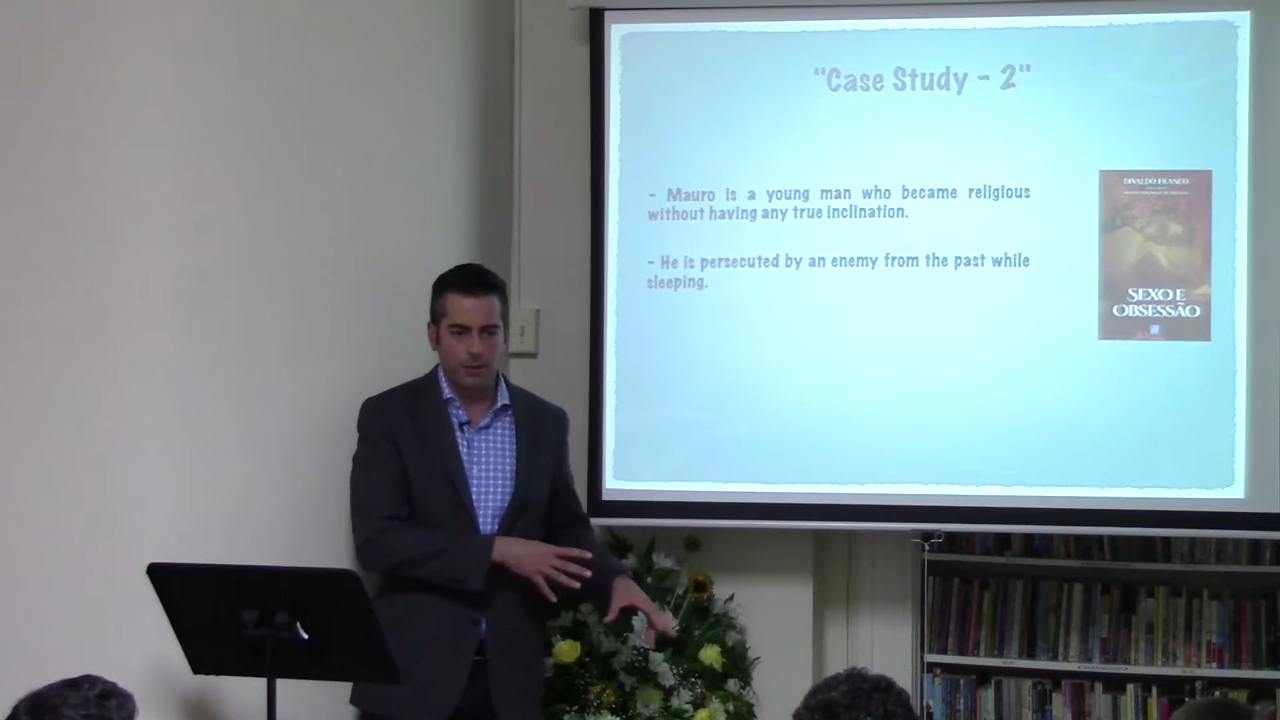 "Case Study - 2"
- Mauro is a young man who became religious
without having any true inclination.
- He is persecuted by an enemy from the past while
sleeping.
DIVALDO FRANCO
SEXO E
OBSESSÃO